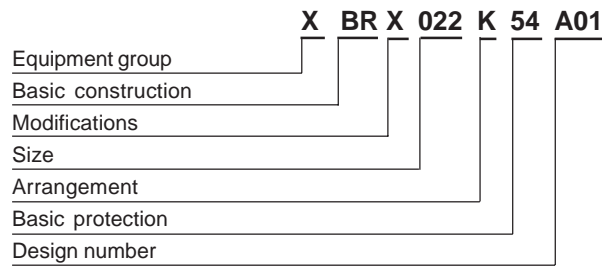 X BR X 022 K 54 A01
Equipment group
Basic construction
Modifications
Size
Arrangement
Basic protection
Design number